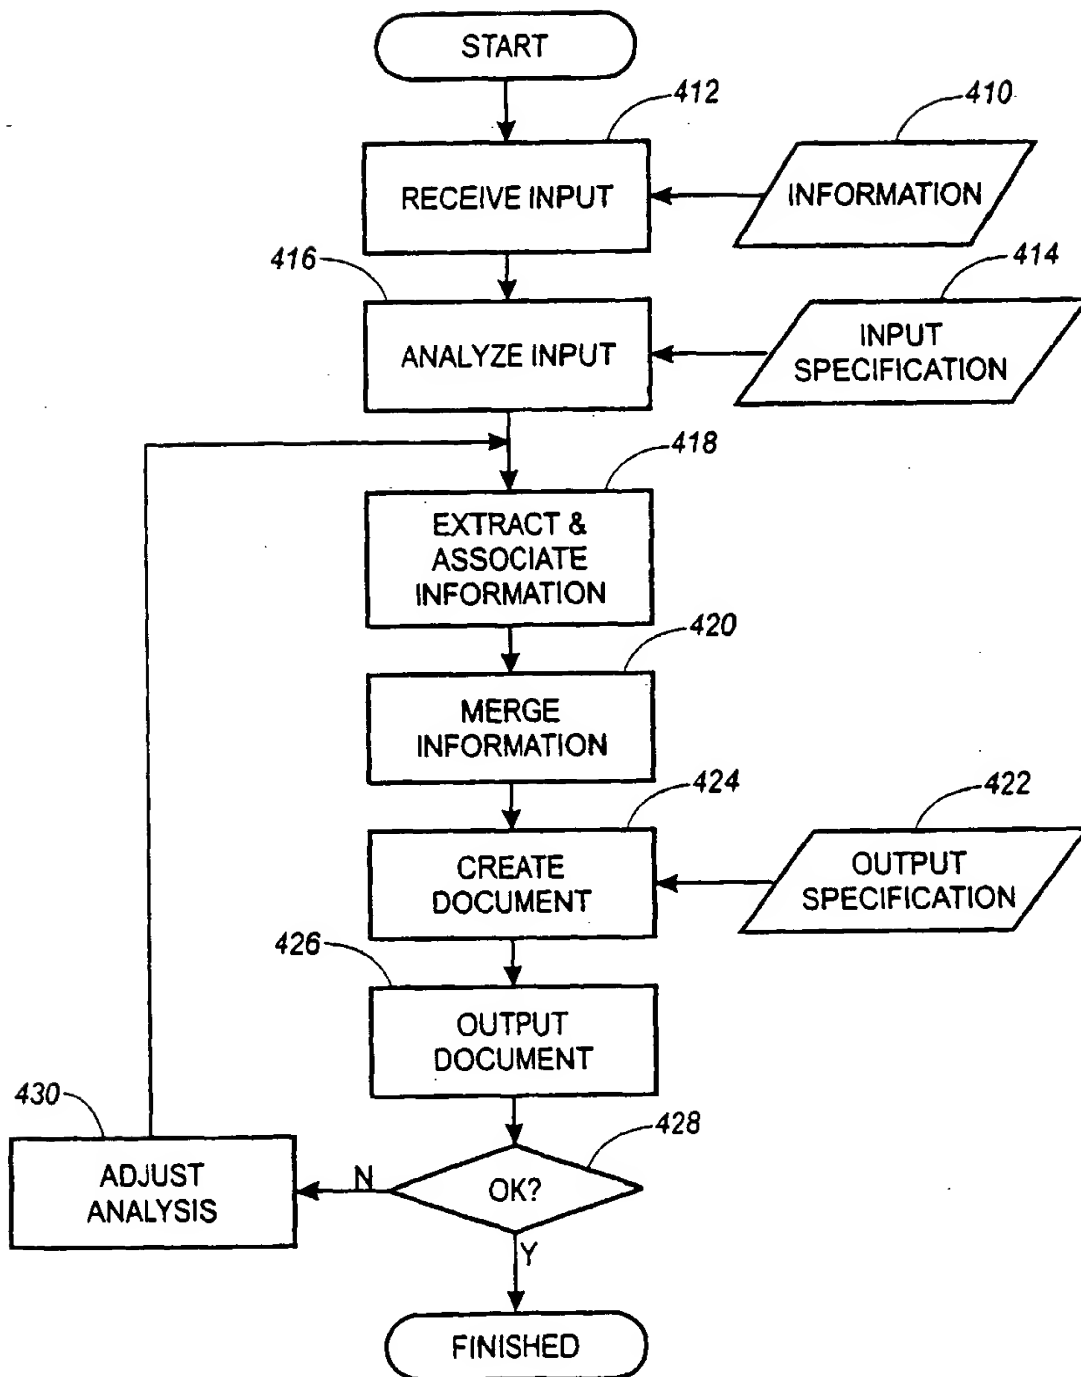 START
412
410
RECEIVE INPUT
INFORMATION
416
414
ANALYZE INPUT
INPUT
SPECIFICATION
418
EXTRACT &
ASSOCIATE
INFORMATION
420
MERGE
INFORMATION
424
422
CREATE
DOCUMENT
OUTPUT
SPECIFICATION
426
OUTPUT
DOCUMENT
430
428
ADJUST
ANALYSIS
N
OK?
Y
FINISHED